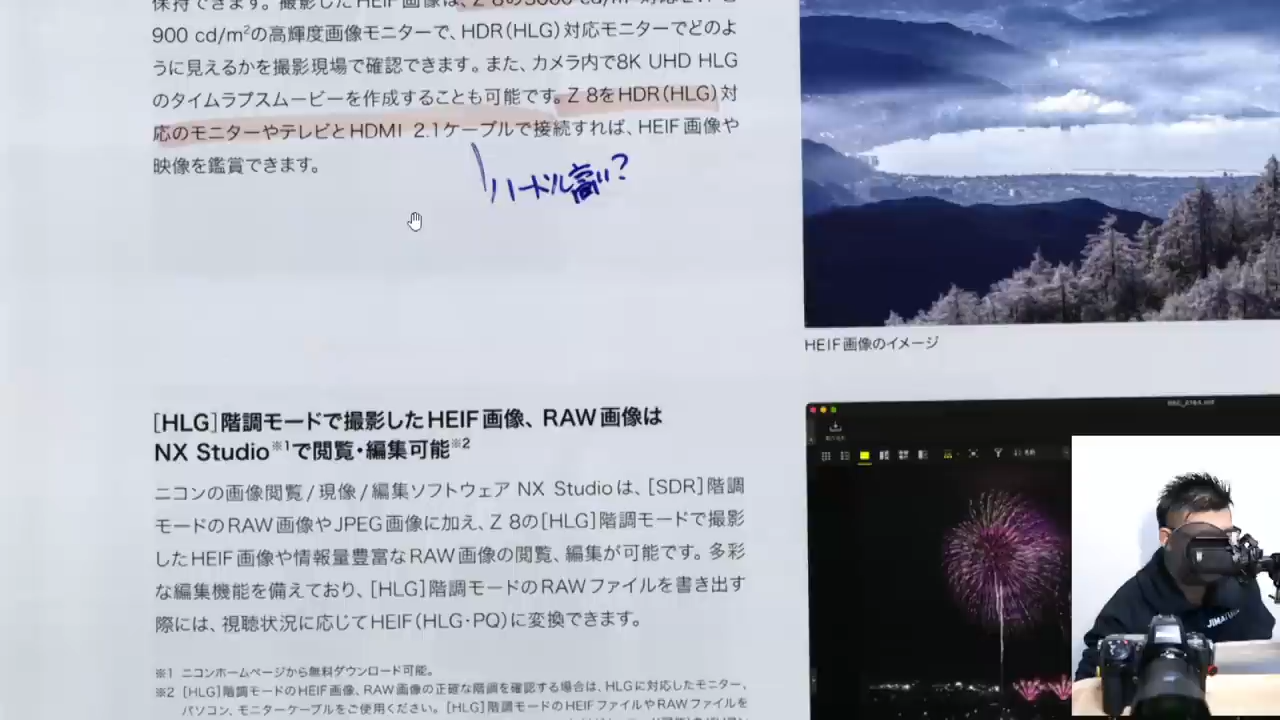 保持できます。撮影したHEIF画像は、Z 8の3000 cd/m²
900 cd/m²の高輝度画像モニターで、HDR(HLG)対応モニターでどのよ
うに見えるかを撮影現場で確認できます。また、カメラ内で8K UHD HLG
のタイムラプスムービーを作成することも可能です。Z 8をHDR(HLG)対
応のモニターやテレビとHDMI 2.1ケーブルで接続すれば、HEIF画像や
映像を鑑賞できます。
ハードル高い?
HEIF画像のイメージ
[HLG]階調モードで撮影したHEIF画像、RAW画像は
NX Studio※1で閲覧・編集可能※2
ニコンの画像閲覧/現像/編集ソフトウェア NX Studioは、[SDR]階調
モードのRAW画像やJPEG画像に加え、Z 8の[HLG]階調モードで撮影
したHEIF画像や情報量豊富なRAW画像の閲覧、編集が可能です。多彩
な編集機能を備えており、[HLG]階調モードのRAWファイルを書き出す
際には、視聴状況に応じてHEIF(HLG・PQ)に変換できます。
※1 ニコンホームページから無料ダウンロード可能。
※2 [HLG]階調モードのHEIF画像、RAW画像の正確な階調を確認する場合は、HLGに対応したモニター、
パソコン、モニターケーブルをご使用ください。[HLG]階調モードのHEIFファイルやRAWファイルを